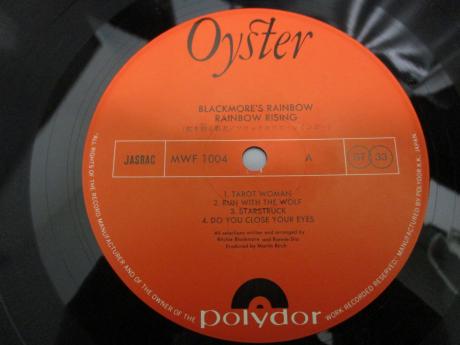 Oyster
BLACKMORE'S RAINBOW
RAINBOW RISING
JASRAC
MWF 1004
A
ST
33
1. TAROT WOMAN
2. RUN WITH THE WOLF
3. STARSTRUCK
4. DO YOU CLOSE YOUR EYES
All selections written and arranged by
Ritchie Blackmore and Ronnie Dio
Produced by Martin Birch
"ALL RIGHTS OF THE RECORD MANUFACTURER AND OF THE OWNER OF THE WORK RECORDED RESERVED" MANUFACTURED BY POLYDOR K.K. JAPAN
polydor